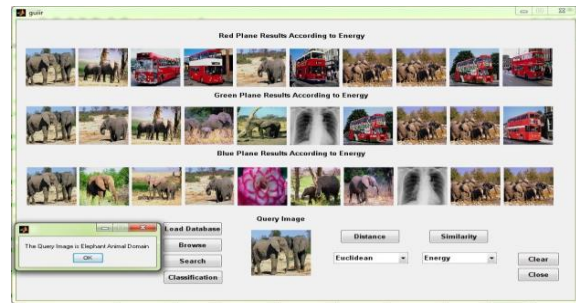 guiir
Red Plane Results According to Energy
Green Plane Results According to Energy
Blue Plane Results According to Energy
Query Image
Load Database
Browse
Search
Classification
The Query Image is Elephant Animal Domain
OK
Distance
Similarity
Euclidean
Energy
Clear
Close